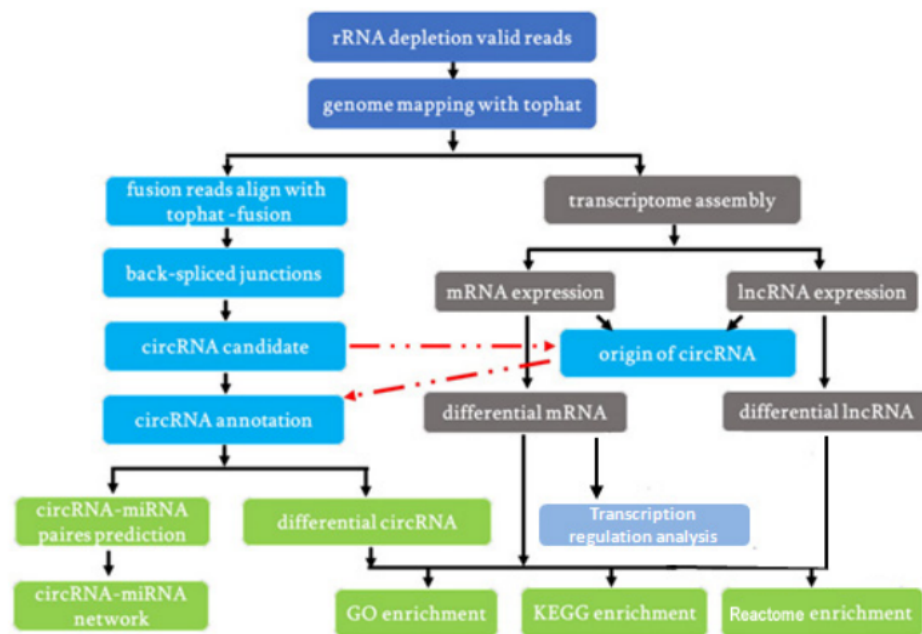 rRNA depletion valid reads
genome mapping with tophat
fusion reads align with
tophat -fusion
transcriptome assembly
back-spliced junctions
mRNA expression
lncRNA expression
circRNA candidate
origin of circRNA
circRNA annotation
differential mRNA
differential lncRNA
circRNA-miRNA
paires prediction
differential circRNA
Transcription
regulation analysis
circRNA-miRNA
network
GO enrichment
KEGG enrichment
Reactome enrichment